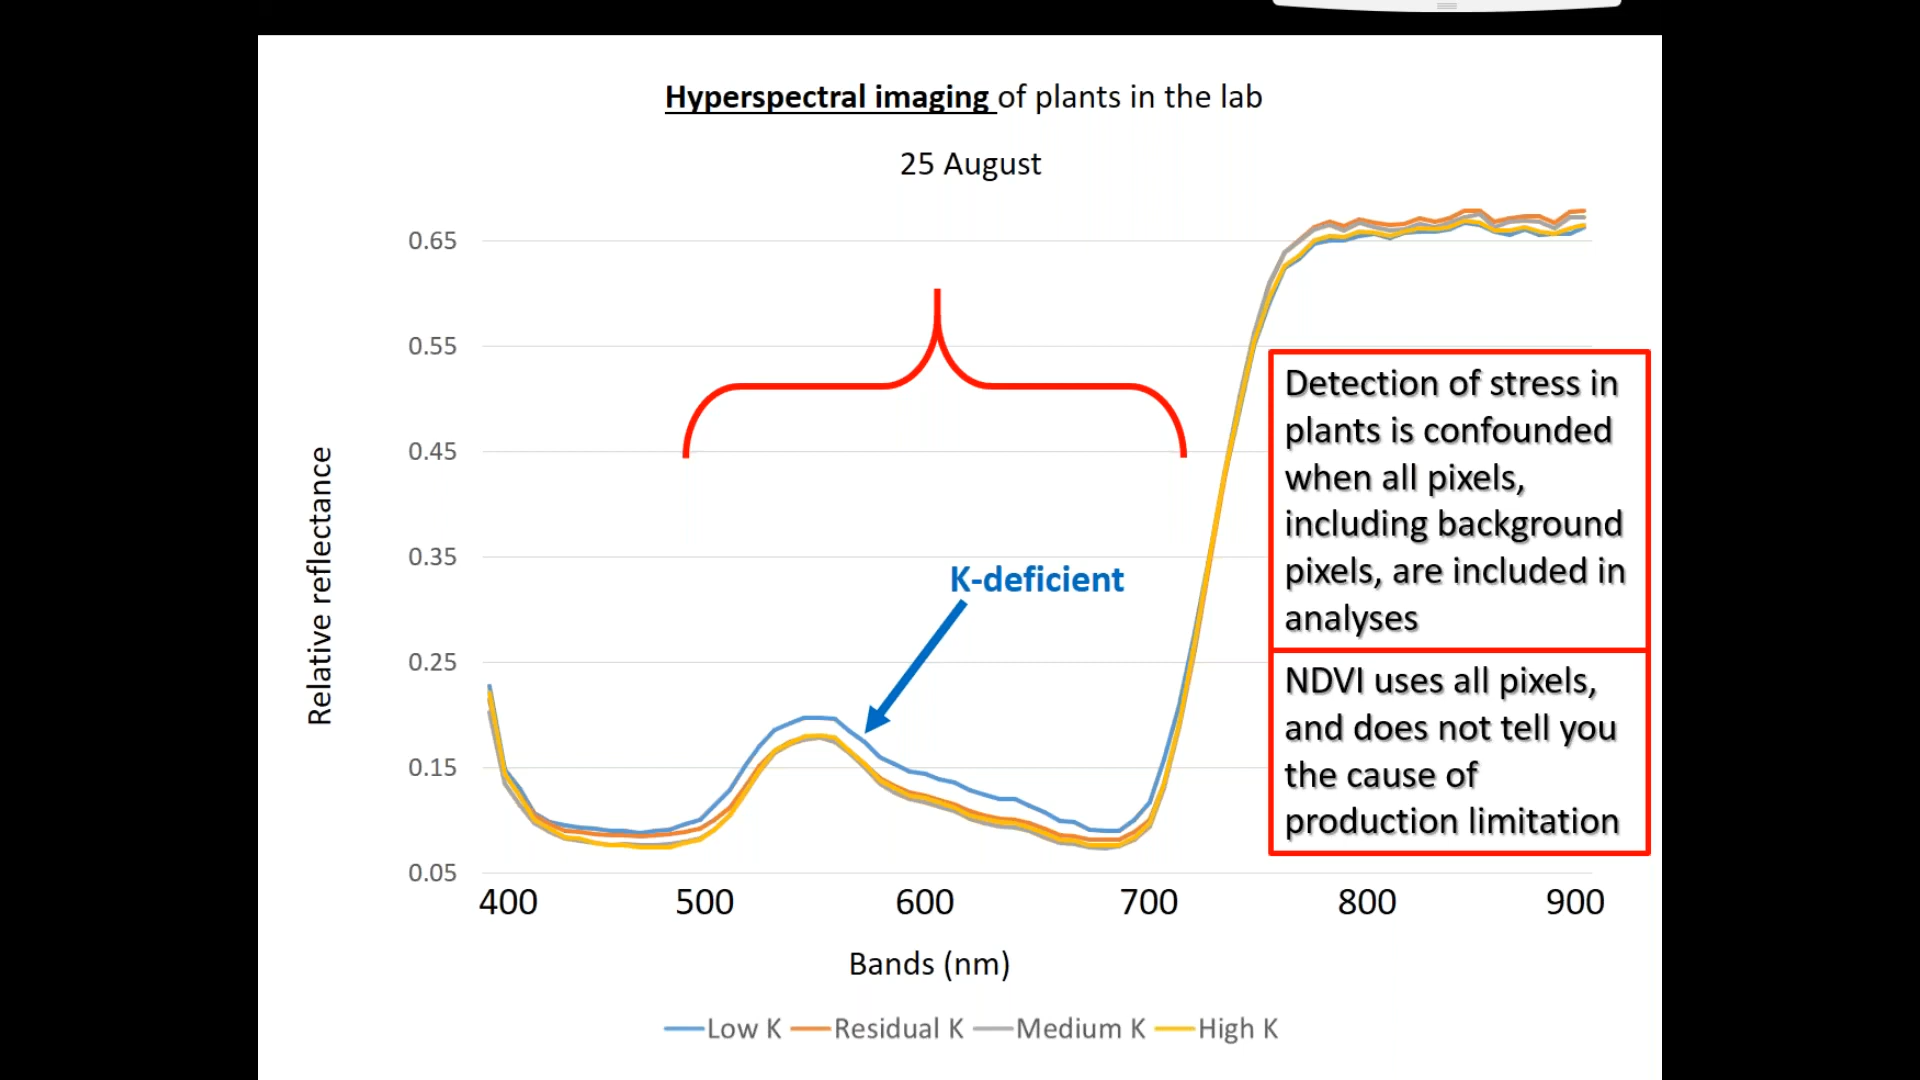 Hyperspectral imaging of plants in the lab
25 August
0.65
0.55
0.45
0.35
0.25
0.15
0.05
Relative reflectance
K-deficient
Detection of stress in
plants is confounded
when all pixels,
including background
pixels, are included in
analyses
NDVI uses all pixels,
and does not tell you
the cause of
production limitation
400 500 600 700 800 900
Bands (nm)
Low K Residual K Medium K High K